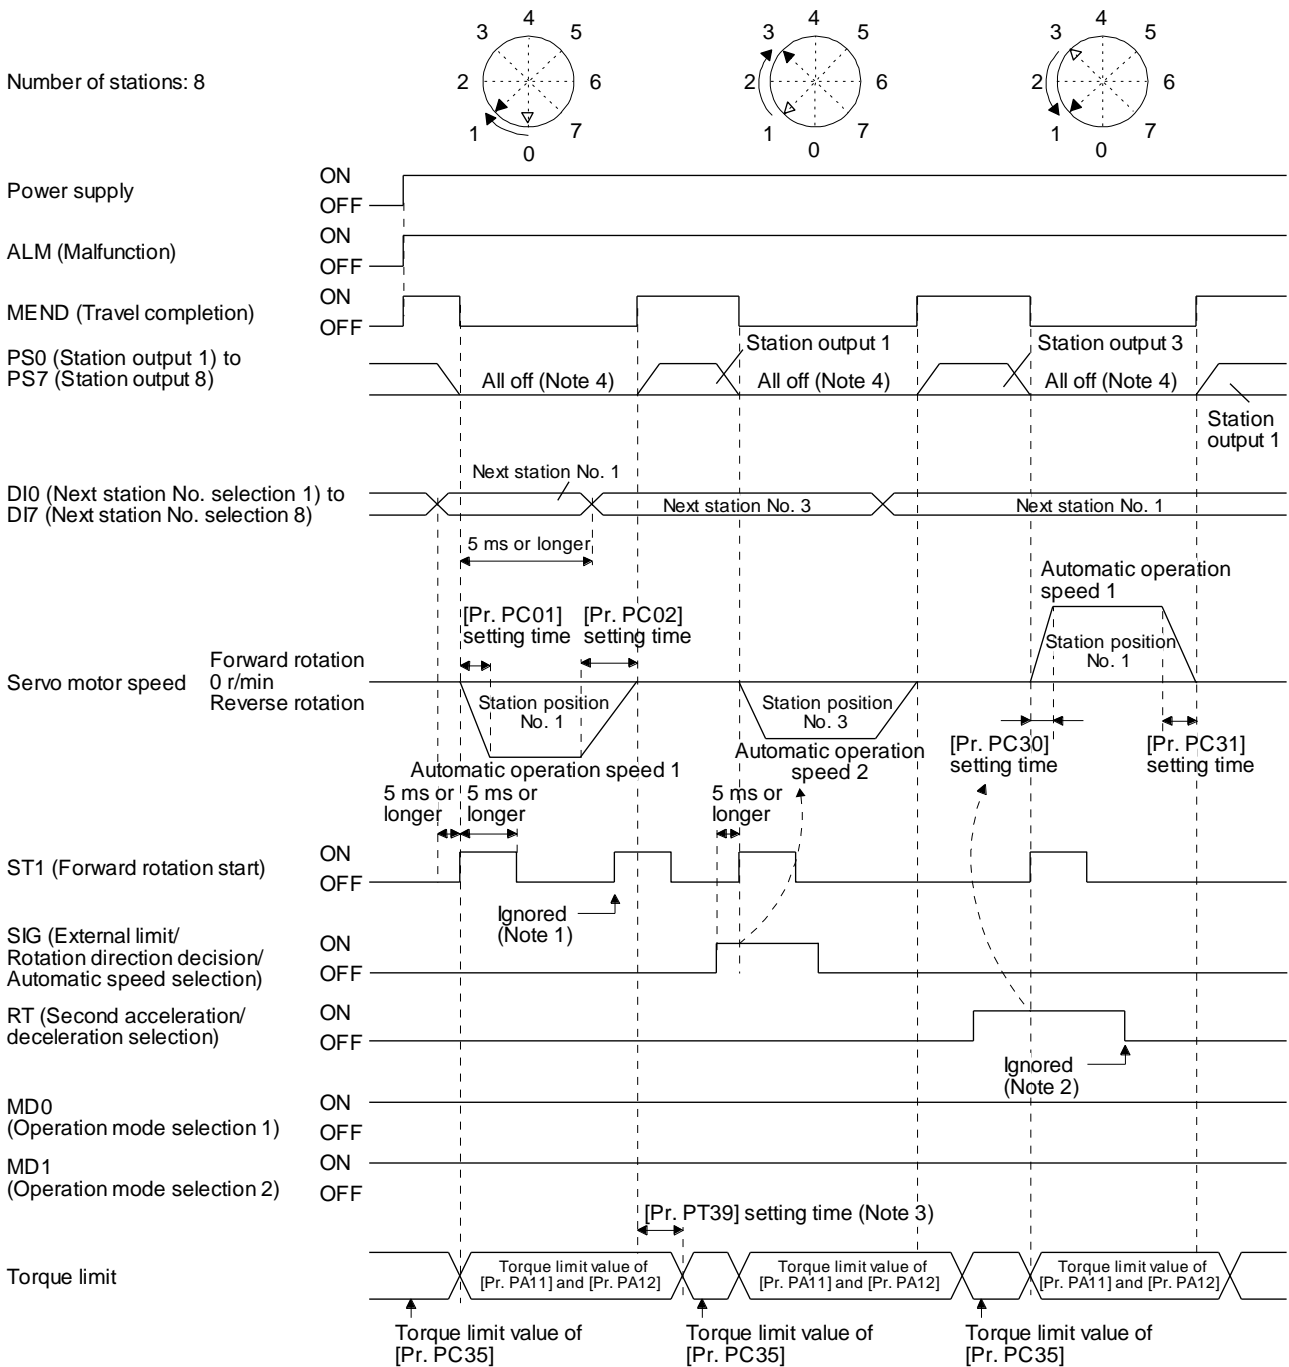 4
3 5
2 6
1 7
0
4
3 5
2 6
1 7
0
4
3 5
2 6
1 7
0
Number of stations: 8
Power supply
ON
OFF
ALM (Malfunction)
ON
OFF
MEND (Travel completion)
ON
OFF
PS0 (Station output 1) to
PS7 (Station output 8)
All off (Note 4)
Station output 1
All off (Note 4)
Station output 3
All off (Note 4)
Station
output 1
DI0 (Next station No. selection 1) to
DI7 (Next station No. selection 8)
Next station No. 1
Next station No. 3
Next station No. 1
5 ms or longer
Automatic operation
speed 1
[Pr. PC01]
setting time
[Pr. PC02]
setting time
Servo motor speed
Forward rotation
0 r/min
Reverse rotation
Station position
No. 1
Station position
No. 3
Station position
No. 1
Automatic operation speed 1
Automatic operation
speed 2
[Pr. PC30]
setting time
[Pr. PC31]
setting time
5 ms or
longer
5 ms or
longer
5 ms or
longer
ST1 (Forward rotation start)
ON
OFF
Ignored
(Note 1)
SIG (External limit/
Rotation direction decision/
Automatic speed selection)
ON
OFF
RT (Second acceleration/
deceleration selection)
ON
OFF
Ignored
(Note 2)
MD0
(Operation mode selection 1)
ON
OFF
MD1
(Operation mode selection 2)
ON
OFF
[Pr. PT39] setting time (Note 3)
Torque limit
Torque limit value of
[Pr. PA11] and [Pr. PA12]
Torque limit value of
[Pr. PA11] and [Pr. PA12]
Torque limit value of
[Pr. PA11] and [Pr. PA12]
Torque limit value of
[Pr. PC35]
Torque limit value of
[Pr. PC35]
Torque limit value of
[Pr. PC35]